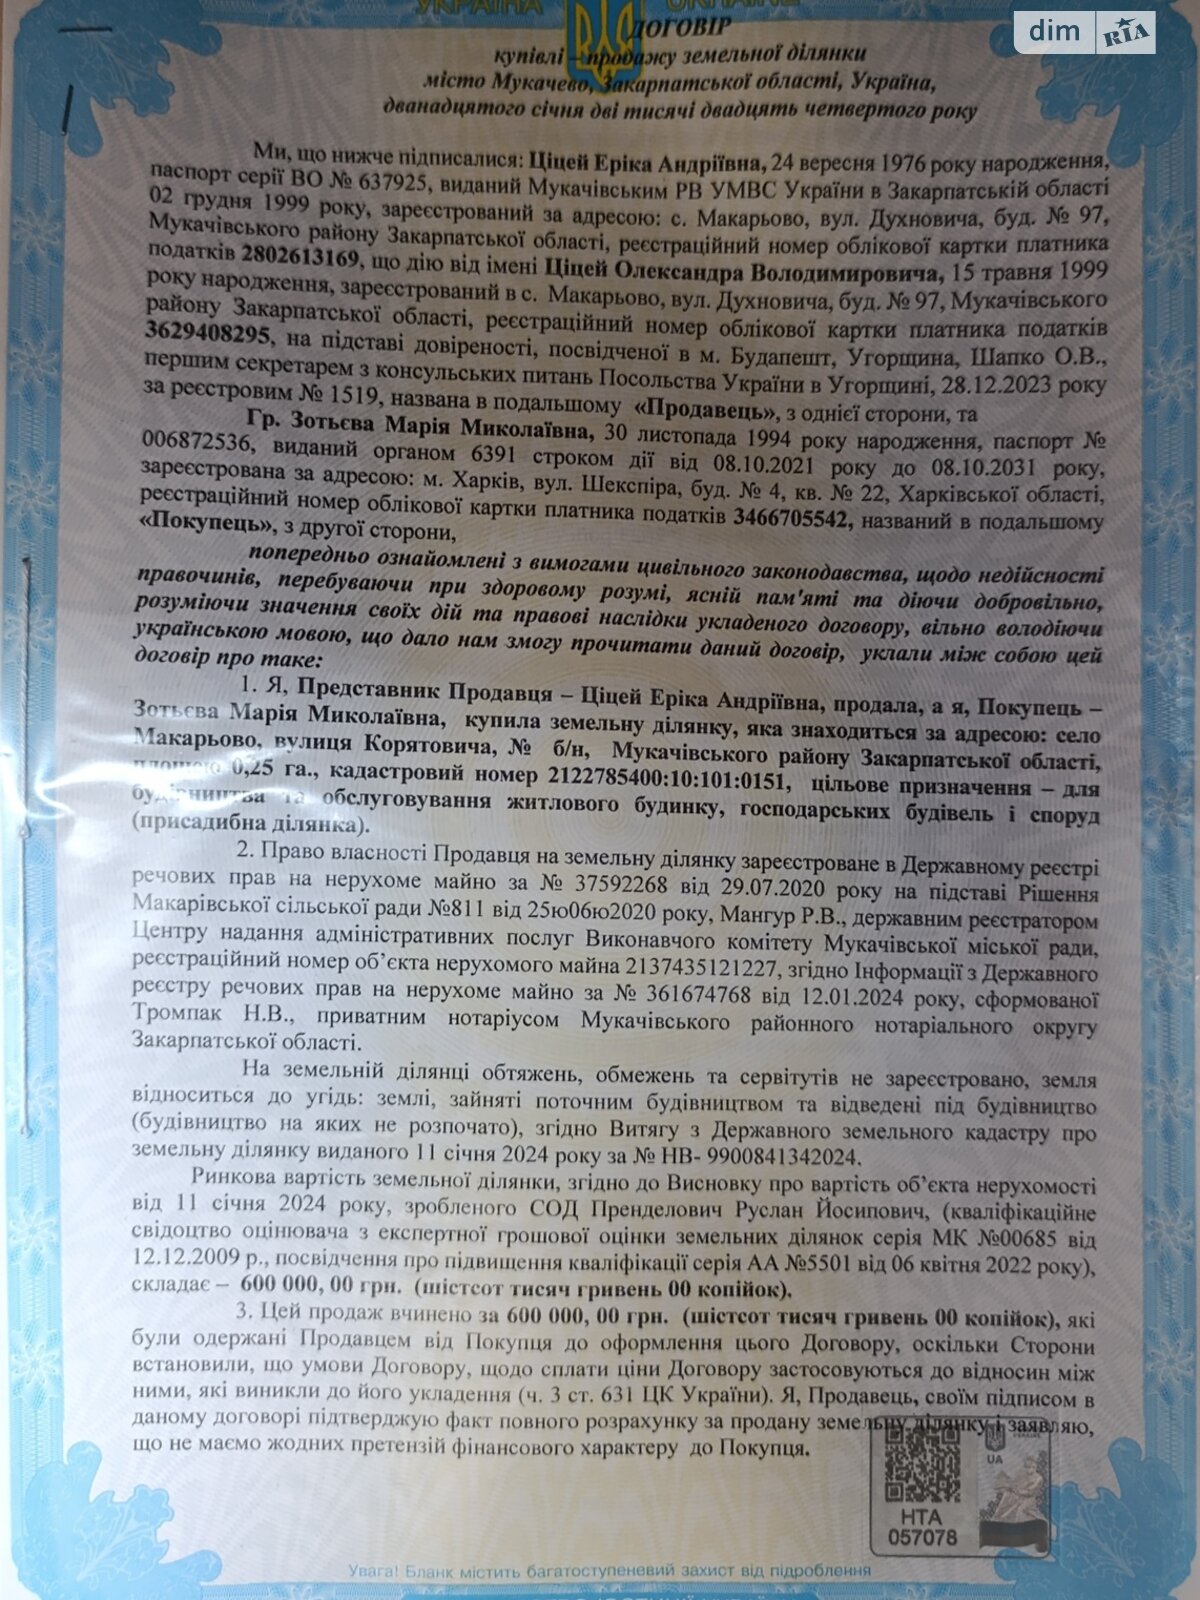 УКРАЇНА UKRAINE
dim RIA
ДОГОВІР
купівлі – продажу земельної ділянки
місто Мукачево, Закарпатської області, Україна,
дванадцятого січня дві тисячі двадцять четвертого року
Ми, що нижче підписалися: Ціцей Еріка Андріївна, 24 вересня 1976 року народження,
паспорт серії ВО № 637925, виданий Мукачівським РВ УМВС України в Закарпатській області
02 грудня 1999 року, зареєстрований за адресою: с. Макарьово, вул. Духновича, буд. № 97,
Мукачівського району Закарпатської області, реєстраційний номер облікової картки платника
податків 2802613169, що дію від імені Ціцей Олександра Володимировича, 15 травня 1999
року народження, зареєстрований в с. Макарьово, вул. Духновича, буд. № 97, Мукачівського
району Закарпатської області, реєстраційний номер облікової картки платника податків
3629408295, на підставі довіреності, посвідченої в м. Будапешт, Угорщина, Шапко О.В.,
першим секретарем з консульських питань Посольства України в Угорщині, 28.12.2023 року
за реєстровим № 1519, названа в подальшому «Продавець», з однієї сторони, та
Гр. Зотьєва Марія Миколаївна, 30 листопада 1994 року народження, паспорт №
006872536, виданий органом 6391 строком дії від 08.10.2021 року до 08.10.2031 року,
зареєстрована за адресою: м. Харків, вул. Шекспіра, буд. № 4, кв. № 22, Харківської області,
реєстраційний номер облікової картки платника податків 3466705542, названий в подальшому
«Покупець», з другої сторони,
попередньо ознайомлені з вимогами цивільного законодавства, щодо недійсності
правочинів, перебуваючи при здоровому розумі, ясній пам'яті та діючи добровільно,
розуміючи значення своїх дій та правові наслідки укладеного договору, вільно володіючи
українською мовою, що дало нам змогу прочитати даний договір, уклали між собою цей
договір про таке:
1. Я, Представник Продавця – Ціцей Еріка Андріївна, продала, а я, Покупець –
Зотьєва Марія Миколаївна, купила земельну ділянку, яка знаходиться за адресою: село
Макарьово, вулиця Корятовича, № б/н, Мукачівського району Закарпатської області,
площею 0,25 га., кадастровий номер 2122785400:10:101:0151, цільове призначення – для
будівництва та обслуговування житлового будинку, господарських будівель і споруд
(присадибна ділянка).
2. Право власності Продавця на земельну ділянку зареєстроване в Державному реєстрі
речових прав на нерухоме майно за № 37592268 від 29.07.2020 року на підставі Рішення
Макарівської сільської ради №811 від 25ю06ю2020 року, Мангур Р.В., державним реєстратором
Центру надання адміністративних послуг Виконавчого комітету Мукачівської міської ради,
реєстраційний номер об’єкта нерухомого майна 2137435121227, згідно Інформації з Державного
реєстру речових прав на нерухоме майно за № 361674768 від 12.01.2024 року, сформованої
Тромпак Н.В., приватним нотаріусом Мукачівського районного нотаріального округу
Закарпатської області.
На земельній ділянці обтяжень, обмежень та сервітутів не зареєстровано, земля
відноситься до угідь: землі, зайняті поточним будівництвом та відведені під будівництво
(будівництво на яких не розпочато), згідно Витягу з Державного земельного кадастру про
земельну ділянку виданого 11 січня 2024 року за № НВ- 9900841342024.
Ринкова вартість земельної ділянки, згідно до Висновку про вартість об’єкта нерухомості
від 11 січня 2024 року, зробленого СОД Пренделович Руслан Йосипович, (кваліфікаційне
свідоцтво оцінювача з експертної грошової оцінки земельних ділянок серія МК №00685 від
12.12.2009 р., посвідчення про підвищення кваліфікації серія АА №5501 від 06 квітня 2022 року),
складає – 600 000, 00 грн. (шістсот тисяч гривень 00 копійок).
3. Цей продаж вчинено за 600 000, 00 грн. (шістсот тисяч гривень 00 копійок), які
були одержані Продавцем від Покупця до оформлення цього Договору, оскільки Сторони
встановили, що умови Договору, щодо сплати ціни Договору застосовуються до відносин між
ними, які виникли до його укладення (ч. 3 ст. 631 ЦК України). Я, Продавець, своїм підписом в
даному договорі підтверджую факт повного розрахунку за продану земельну ділянку і заявляю,
що не маємо жодних претензій фінансового характеру до Покупця.
UA
НТА
057078
Увага! Бланк містить багатоступеневий захист від підроблення